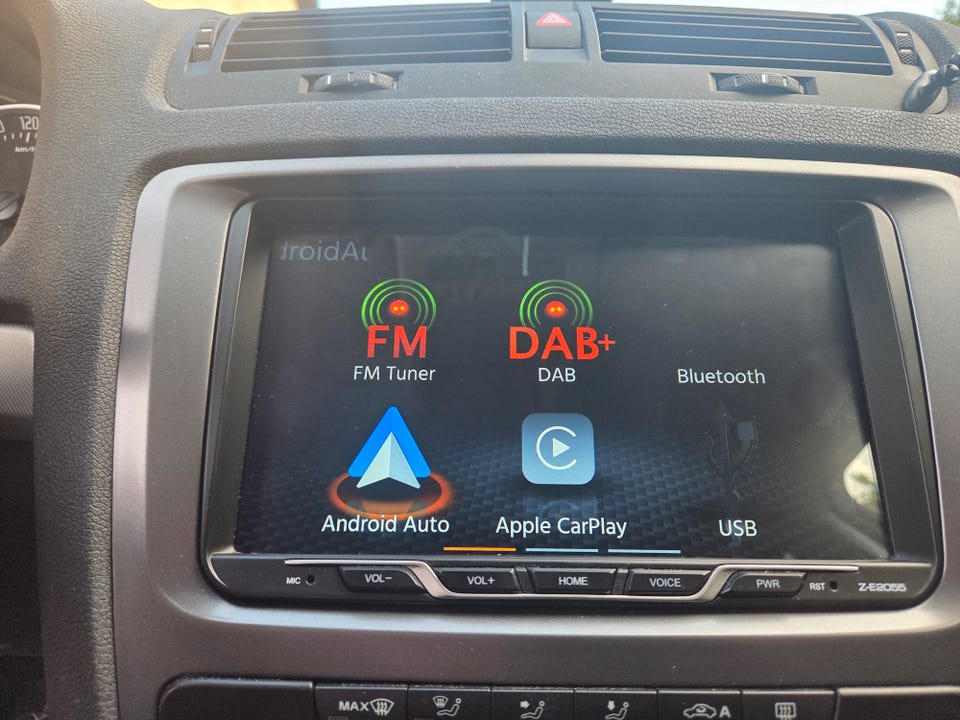 120
km/h
droidAu
FM
DAB+
FM Tuner
DAB
Bluetooth
Android Auto
Apple CarPlay
USB
MIC
VOL−
VOL+
HOME
VOICE
PWR
RST
Z-E2055
MAX
A